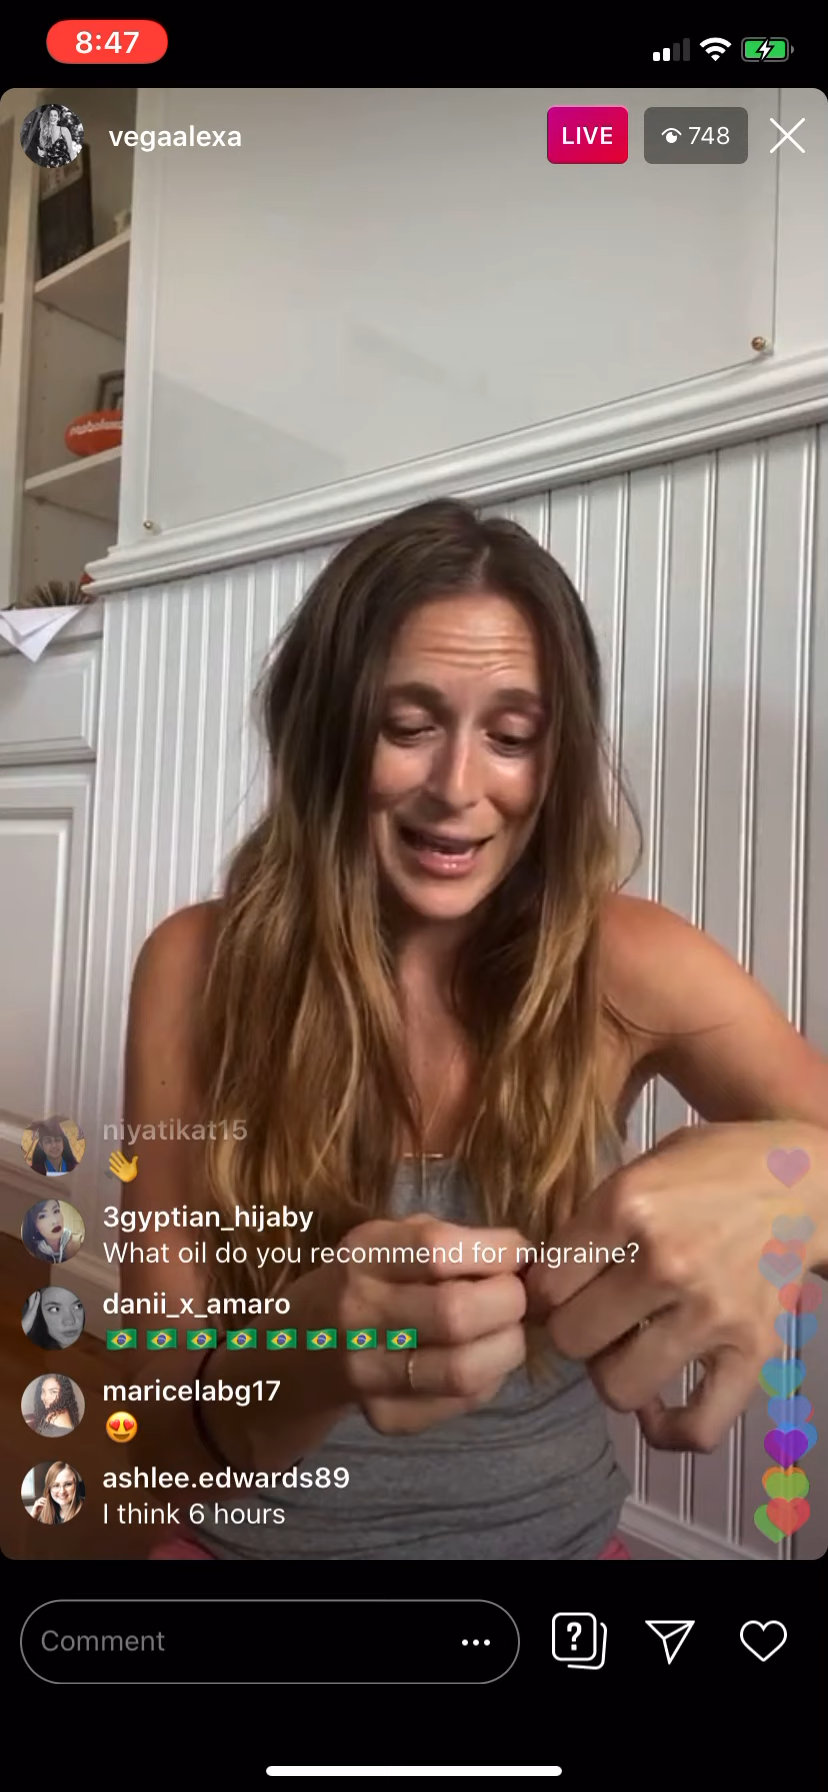 8:47
vegaalexa
LIVE
748
niyatikat15
👋
3gyptian_hijaby
What oil do you recommend for migraine?
danii_x_amaro
🇧🇷🇧🇷🇧🇷🇧🇷🇧🇷🇧🇷🇧🇷🇧🇷
maricelabg17
😍
ashlee.edwards89
I think 6 hours
Comment
?